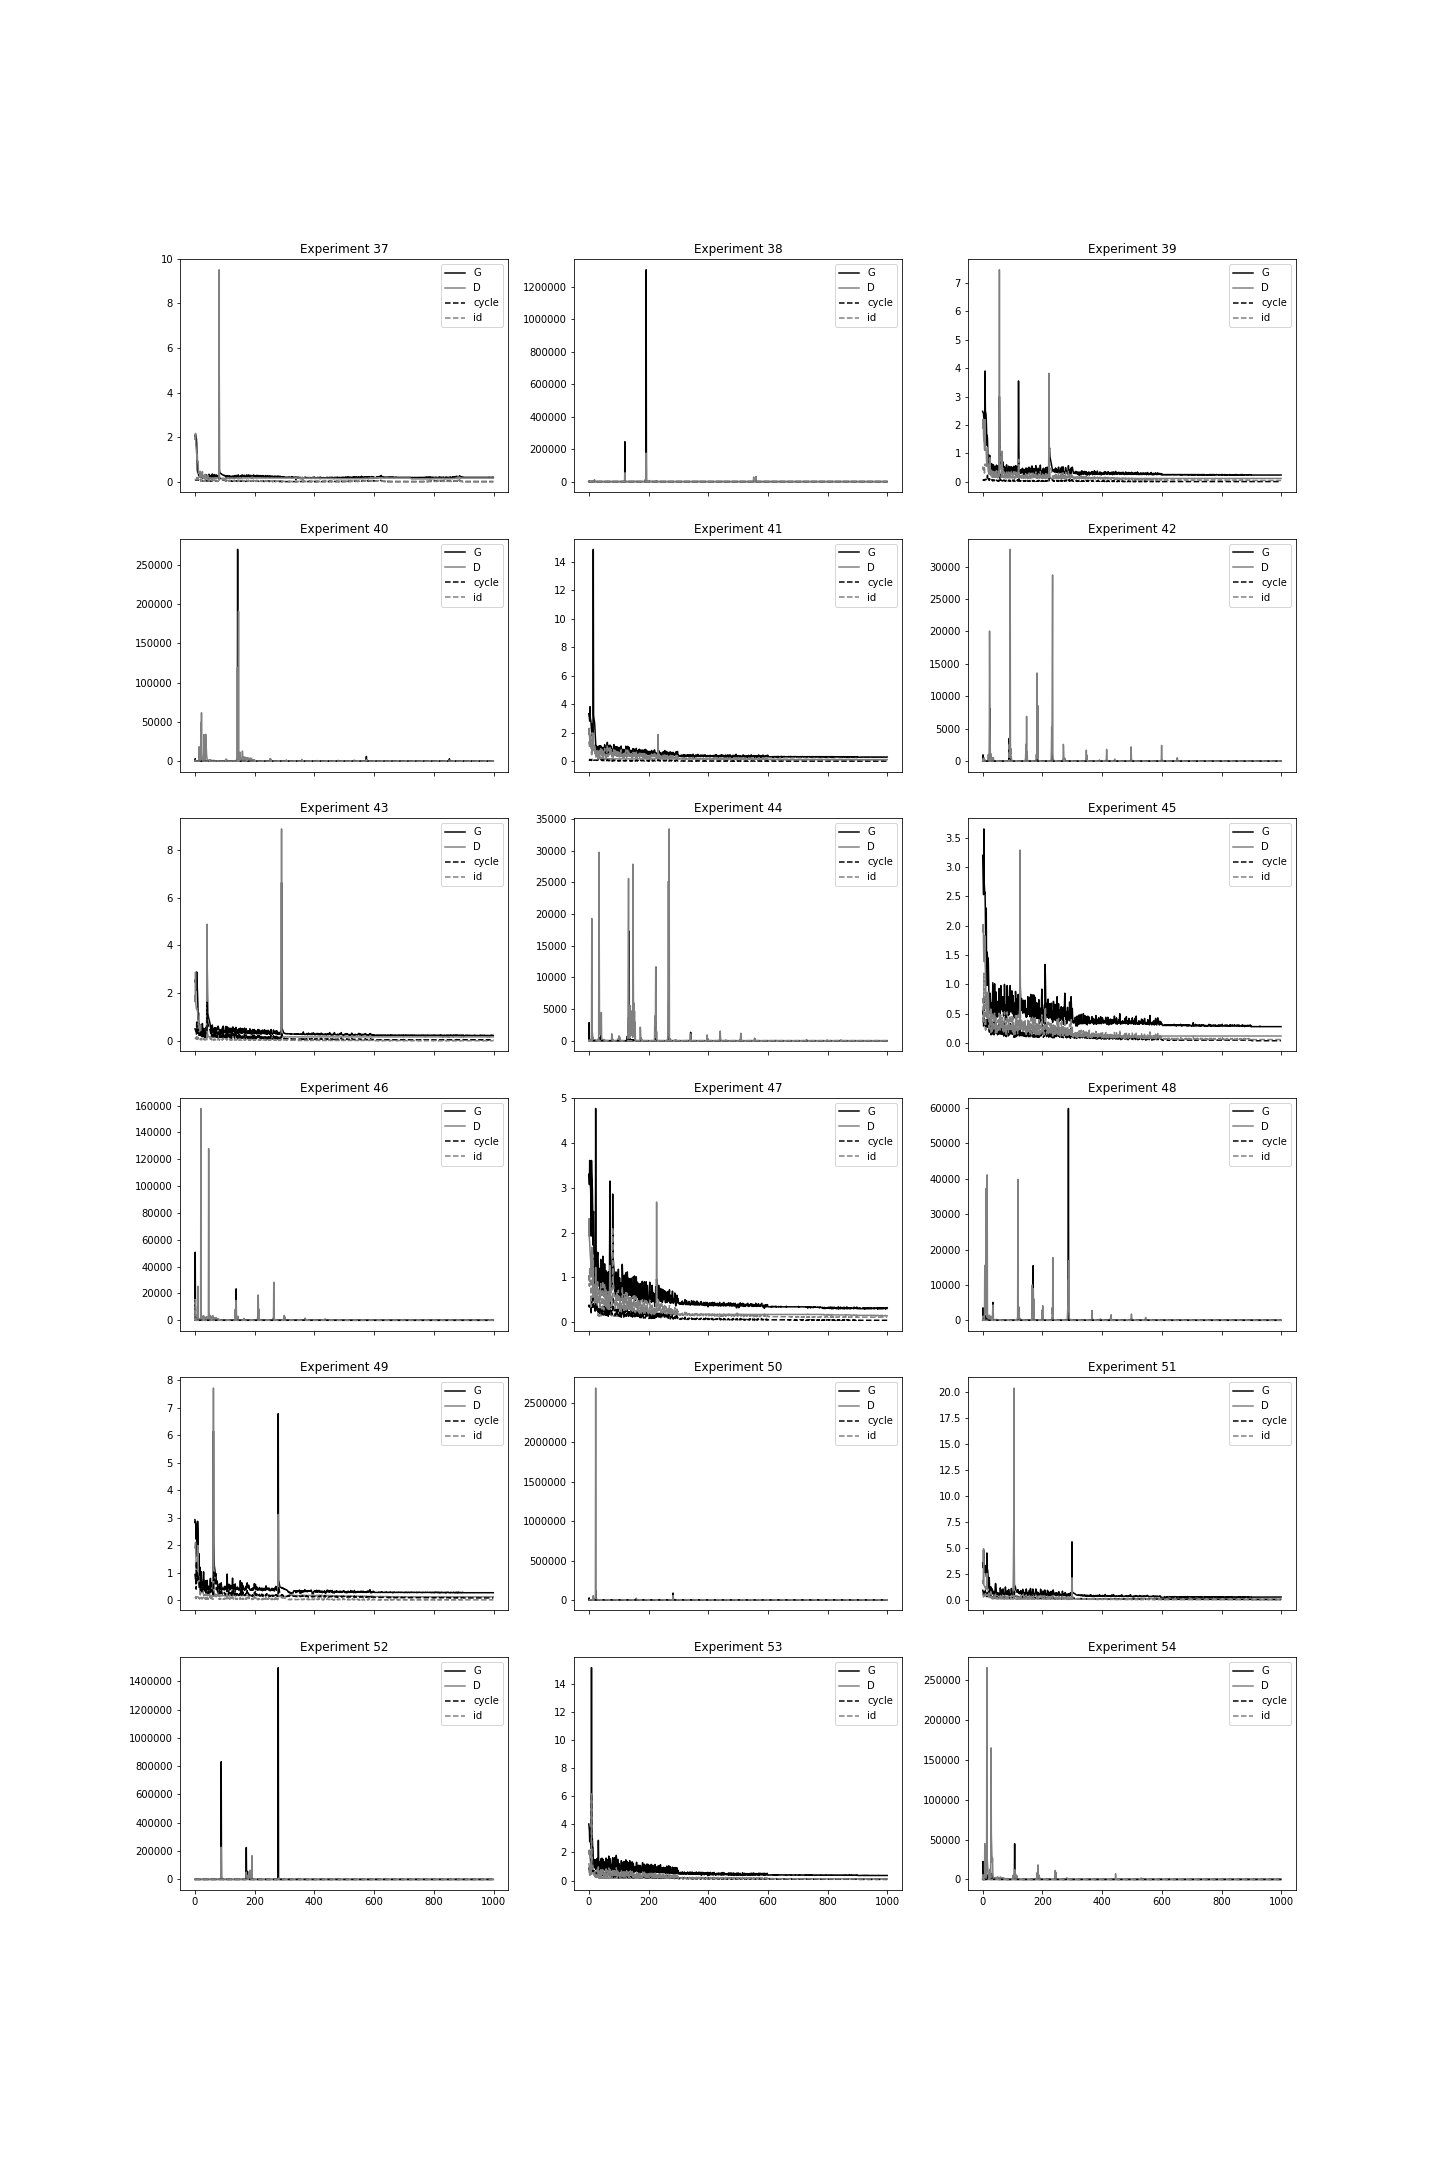 Experiment 37
10
8
6
4
2
0
G
D
cycle
id
Experiment 38
1200000
1000000
800000
600000
400000
200000
0
G
D
cycle
id
Experiment 39
7
6
5
4
3
2
1
0
G
D
cycle
id
Experiment 40
250000
200000
150000
100000
50000
0
G
D
cycle
id
Experiment 41
14
12
10
8
6
4
2
0
G
D
cycle
id
Experiment 42
30000
25000
20000
15000
10000
5000
0
G
D
cycle
id
Experiment 43
8
6
4
2
0
G
D
cycle
id
Experiment 44
35000
30000
25000
20000
15000
10000
5000
0
G
D
cycle
id
Experiment 45
3.5
3.0
2.5
2.0
1.5
1.0
0.5
0.0
G
D
cycle
id
Experiment 46
160000
140000
120000
100000
80000
60000
40000
20000
0
G
D
cycle
id
Experiment 47
5
4
3
2
1
0
G
D
cycle
id
Experiment 48
60000
50000
40000
30000
20000
10000
0
G
D
cycle
id
Experiment 49
8
7
6
5
4
3
2
1
0
G
D
cycle
id
Experiment 50
2500000
2000000
1500000
1000000
500000
0
G
D
cycle
id
Experiment 51
20.0
17.5
15.0
12.5
10.0
7.5
5.0
2.5
0.0
G
D
cycle
id
Experiment 52
1400000
1200000
1000000
800000
600000
400000
200000
0
G
D
cycle
id
0 200 400 600 800 1000
Experiment 53
14
12
10
8
6
4
2
0
G
D
cycle
id
0 200 400 600 800 1000
Experiment 54
250000
200000
150000
100000
50000
0
G
D
cycle
id
0 200 400 600 800 1000